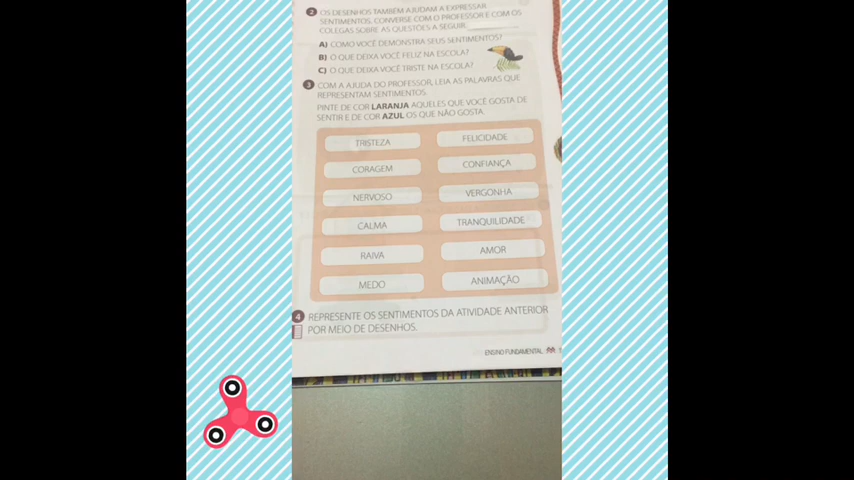 2 OS DESENHOS TAMBÉM AJUDAM A EXPRESSAR
SENTIMENTOS. CONVERSE COM O PROFESSOR E COM OS
COLEGAS SOBRE AS QUESTÕES A SEGUIR.
A) COMO VOCÊ DEMONSTRA SEUS SENTIMENTOS?
B) O QUE DEIXA VOCÊ FELIZ NA ESCOLA?
C) O QUE DEIXA VOCÊ TRISTE NA ESCOLA?
3 COM A AJUDA DO PROFESSOR, LEIA AS PALAVRAS QUE
REPRESENTAM SENTIMENTOS.
PINTE DE COR LARANJA AQUELES QUE VOCÊ GOSTA DE
SENTIR E DE COR AZUL OS QUE NÃO GOSTA.
TRISTEZA
FELICIDADE
CORAGEM
CONFIANÇA
NERVOSO
VERGONHA
CALMA
TRANQUILIDADE
RAIVA
AMOR
MEDO
ANIMAÇÃO
4 REPRESENTE OS SENTIMENTOS DA ATIVIDADE ANTERIOR
POR MEIO DE DESENHOS.
ENSINO FUNDAMENTAL